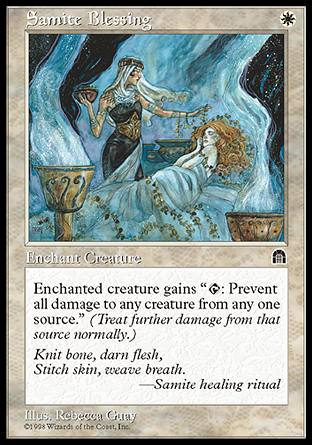 Samite Blessing
Enchant Creature
Enchanted creature gains “: Prevent
all damage to any creature from any one
source.” (Treat further damage from that
source normally.)
Knit bone, darn flesh,
Stitch skin, weave breath.
—Samite healing ritual
Illus. Rebecca Guay
©1998 Wizards of the Coast, Inc.